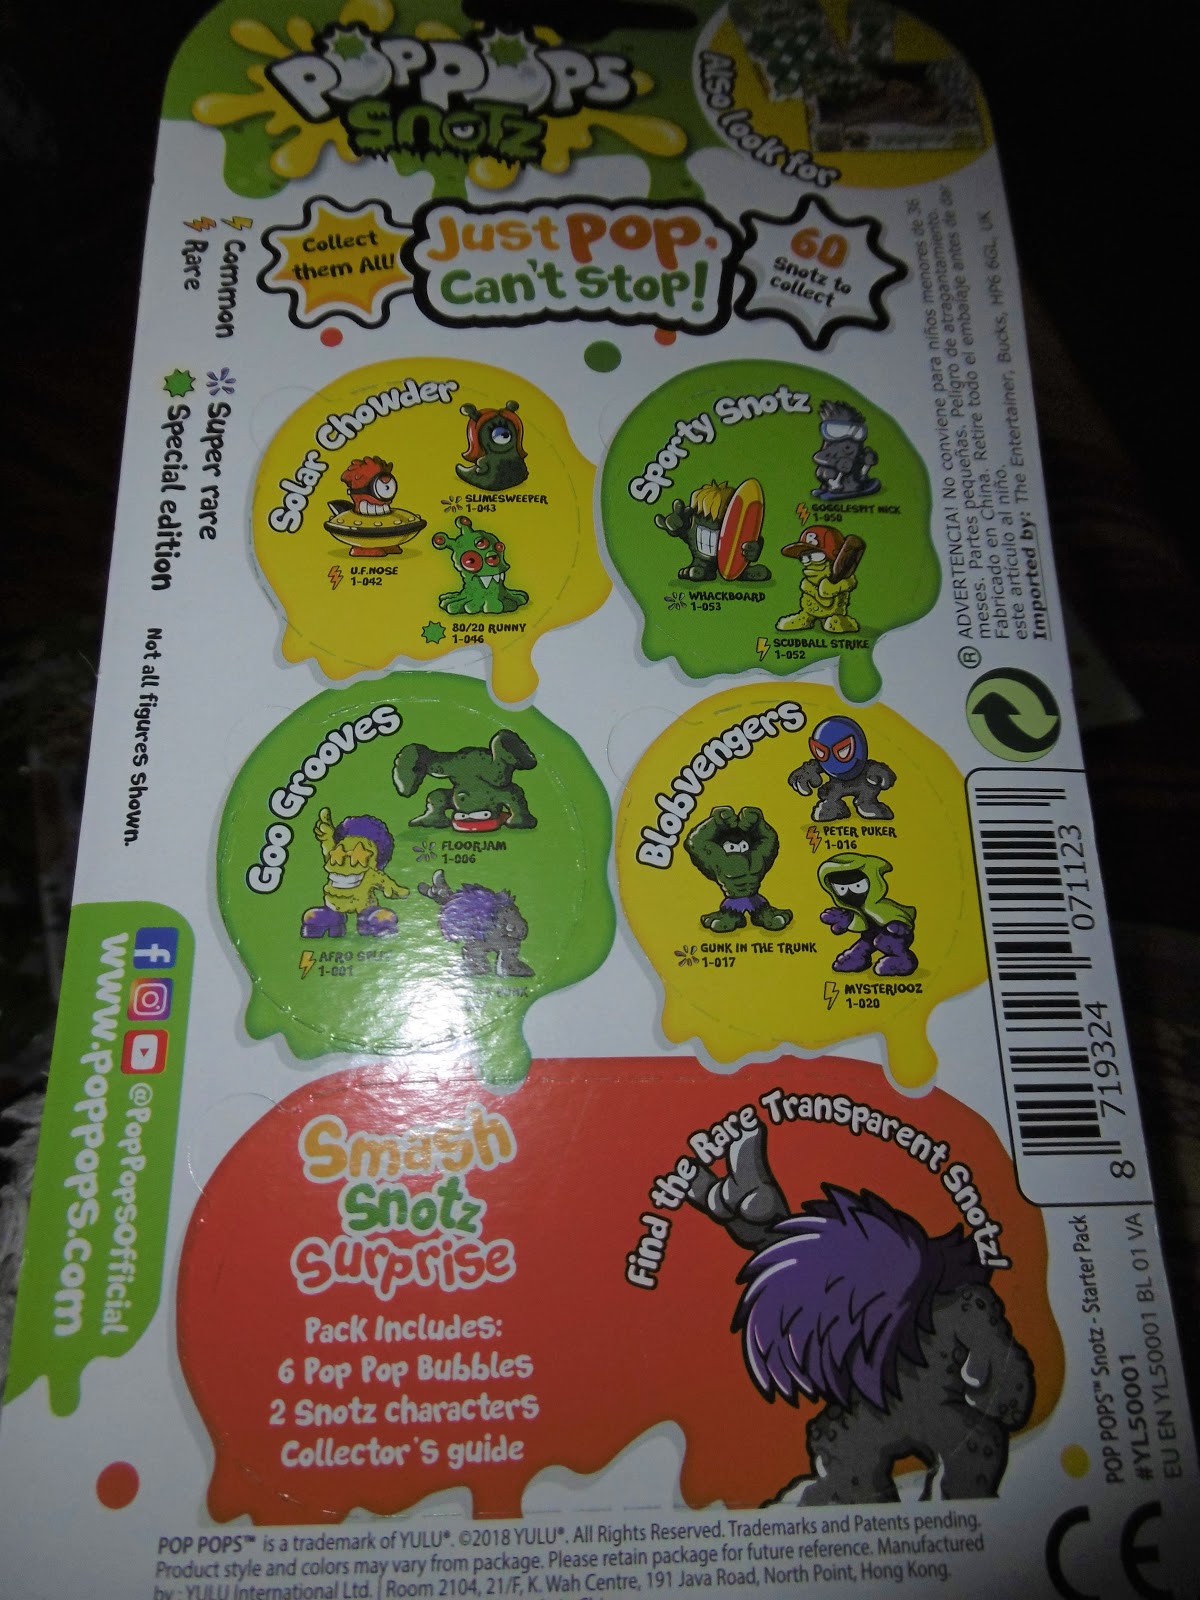 POP POPS
SNOTZ
Also look for
Collect
them All!
Just Pop.
Can't Stop!
60
Snotz to
collect
Common
Rare
Super rare
Special edition
Not all figures shown.
Solar Chowder
SLIMESWEEPER
1-043
U.F.NOSE
1-042
80/20 RUNNY
1-046
Sporty Snotz
GOGGLESPIT NICK
1-050
WHACKBOARD
1-053
SCUDBALL STRIKE
1-052
Goo Grooves
FLOORJAM
1-006
AFRO
1-001
Blobvengers
PETER PUKER
1-016
GUNK IN THE TRUNK
1-017
MYSTERIOOZ
1-020
ADVERTENCIA! No conviene para niños menores de 36
meses. Partes pequeñas. Peligro de atragantamiento.
Fabricado en China. Retire todo el embalaje antes de dar
este artículo al niño.
Imported by: The Entertainer, Bucks, HP6 6GL, UK
8 719324 071123
@PopPopsofficial
www.poppops.com
Smash
Snotz
Surprise
Pack Includes:
6 Pop Pop Bubbles
2 Snotz characters
Collector's guide
Find the Rare Transparent Snotz!
POP POPS™ Snotz - Starter Pack
#YL50001
EU EN YL50001 BL 01 VA
CE
POP POPS™ is a trademark of YULU®. ©2018 YULU®. All Rights Reserved. Trademarks and Patents pending.
Product style and colors may vary from package. Please retain package for future reference. Manufactured
by: YULU International Ltd. | Room 2104, 21/F, K. Wah Centre, 191 Java Road, North Point, Hong Kong.